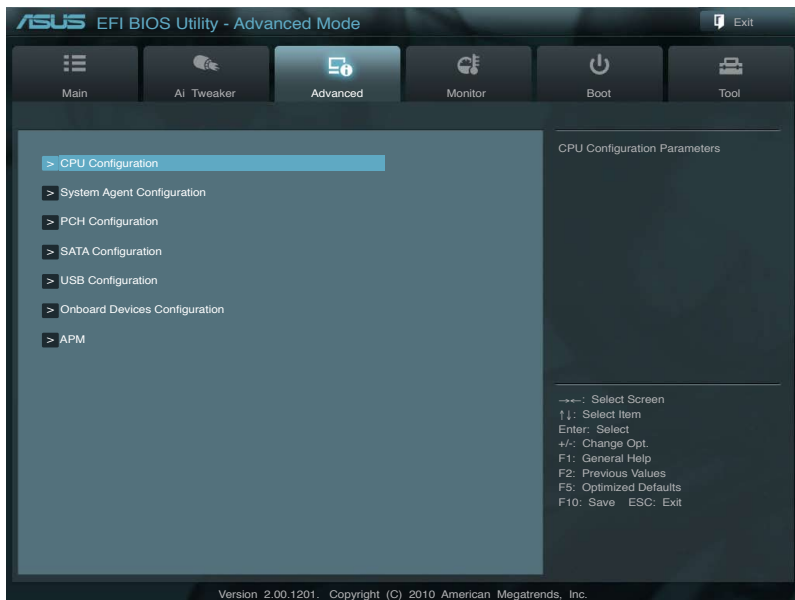 ASUS EFI BIOS Utility - Advanced Mode
Exit
Main
Ai Tweaker
Advanced
Monitor
Boot
Tool
> CPU Configuration
> System Agent Configuration
> PCH Configuration
> SATA Configuration
> USB Configuration
> Onboard Devices Configuration
> APM
CPU Configuration Parameters
→←: Select Screen
↑↓: Select Item
Enter: Select
+/-: Change Opt.
F1: General Help
F2: Previous Values
F5: Optimized Defaults
F10: Save ESC: Exit
Version 2.00.1201. Copyright (C) 2010 American Megatrends, Inc.